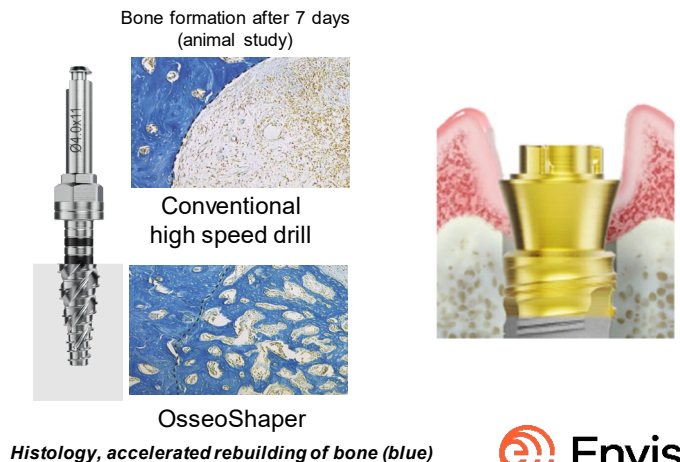 Bone formation after 7 days
(animal study)
Ø4.0x11
Conventional
high speed drill
OsseoShaper
Histology, accelerated rebuilding of bone (blue)
Envis